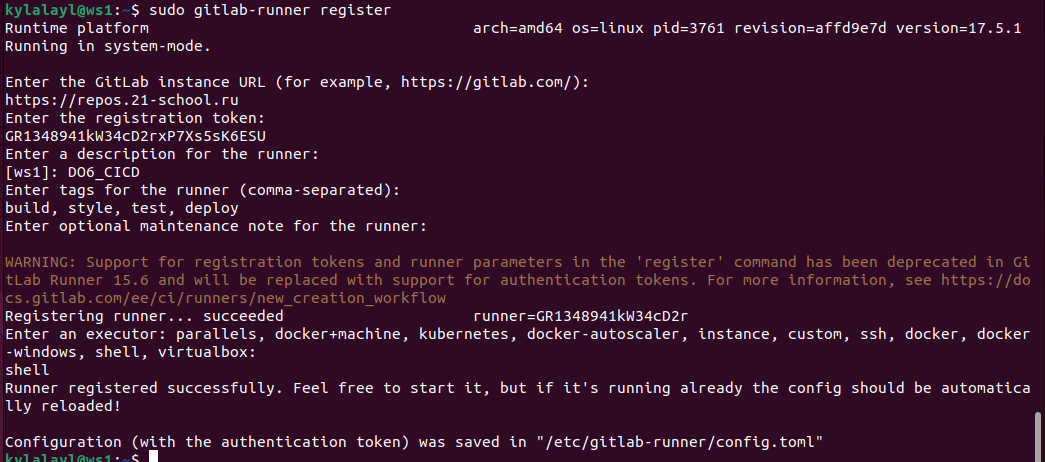 kylalayl@ws1:~$ sudo gitlab-runner register
Runtime platform                                    arch=amd64 os=linux pid=3761 revision=affd9e7d version=17.5.1
Running in system-mode.
Enter the GitLab instance URL (for example, https://gitlab.com/):
https://repos.21-school.ru
Enter the registration token:
GR1348941kW34cD2rxP7Xs5sK6ESU
Enter a description for the runner:
[ws1]: DO6_CICD
Enter tags for the runner (comma-separated):
build, style, test, deploy
Enter optional maintenance note for the runner:
WARNING: Support for registration tokens and runner parameters in the 'register' command has been deprecated in Gi
tLab Runner 15.6 and will be replaced with support for authentication tokens. For more information, see https://do
cs.gitlab.com/ee/ci/runners/new_creation_workflow
Registering runner... succeeded                     runner=GR1348941kW34cD2r
Enter an executor: parallels, docker+machine, kubernetes, docker-autoscaler, instance, custom, ssh, docker, docker
-windows, shell, virtualbox:
shell
Runner registered successfully. Feel free to start it, but if it's running already the config should be automatica
lly reloaded!
Configuration (with the authentication token) was saved in "/etc/gitlab-runner/config.toml"
kylalayl@ws1:~$